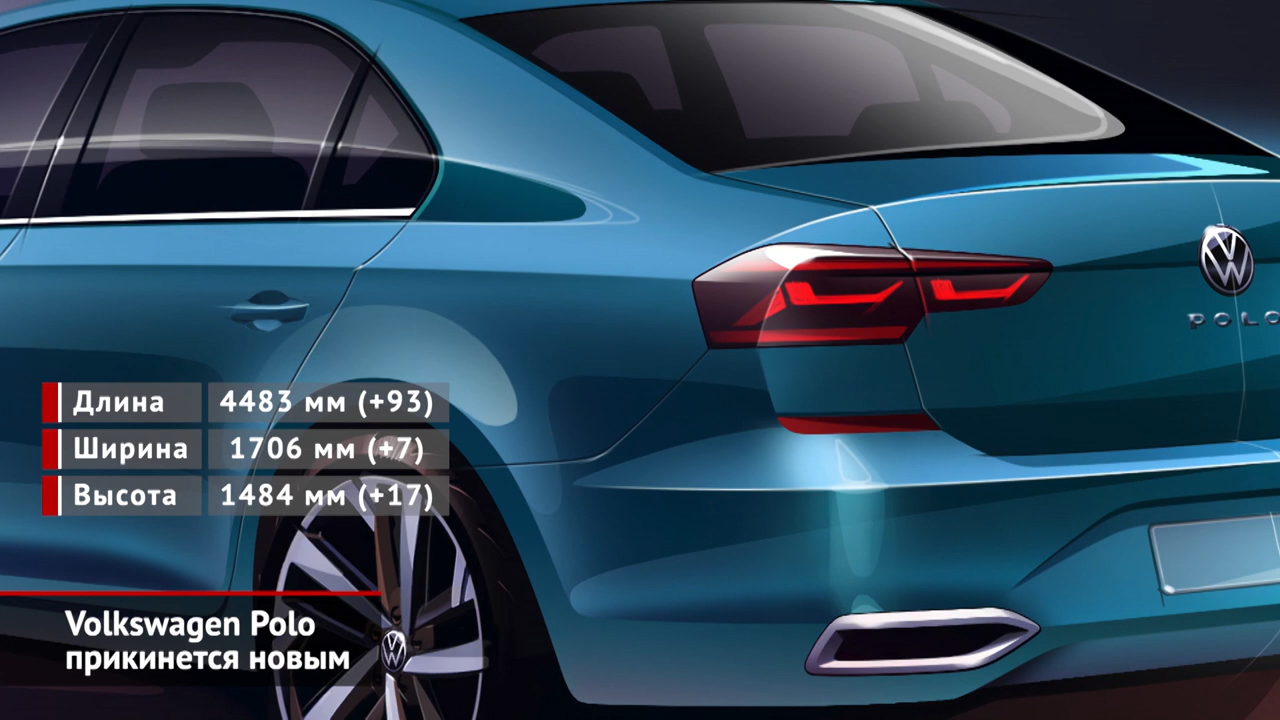 POLO
Длина 4483 мм (+93)
Ширина 1706 мм (+7)
Высота 1484 мм (+17)
Volkswagen Polo
прикинется новым